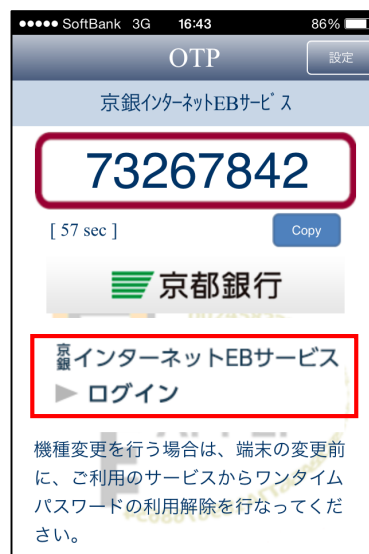 SoftBank 3G 16:43 86%
OTP 設定
京銀インターネットEBサービス
73267842
[ 57 sec ] Copy
京都銀行
京銀インターネットEBサービス
ログイン
機種変更を行う場合は、端末の変更前
に、ご利用のサービスからワンタイム
パスワードの利用解除を行なってくだ
さい。